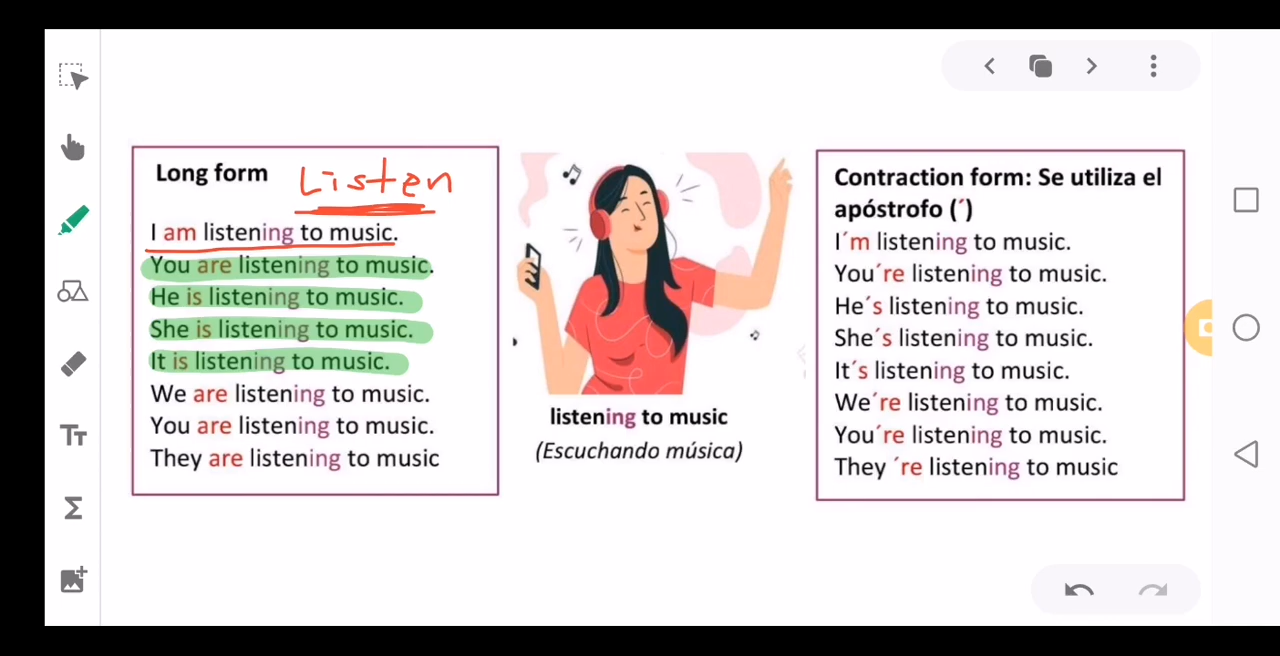 Long form
Listen
I am listening to music.
You are listening to music.
He is listening to music.
She is listening to music.
It is listening to music.
We are listening to music.
You are listening to music.
They are listening to music
listening to music
(Escuchando música)
Contraction form: Se utiliza el
apóstrofo (´)
I´m listening to music.
You´re listening to music.
He´s listening to music.
She´s listening to music.
It´s listening to music.
We´re listening to music.
You´re listening to music.
They ´re listening to music